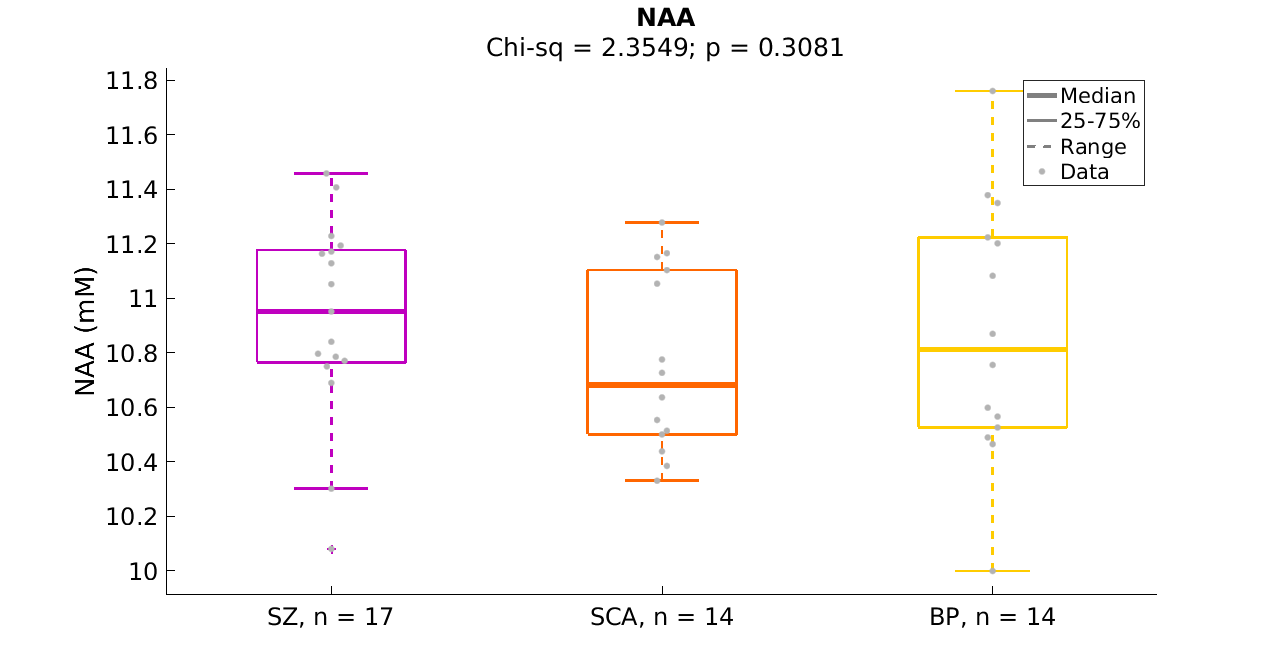 NAA
Chi-sq = 2.3549; p = 0.3081
NAA (mM)
11.8
11.6
11.4
11.2
11
10.8
10.6
10.4
10.2
10
Median
25-75%
Range
Data
SZ, n = 17
SCA, n = 14
BP, n = 14